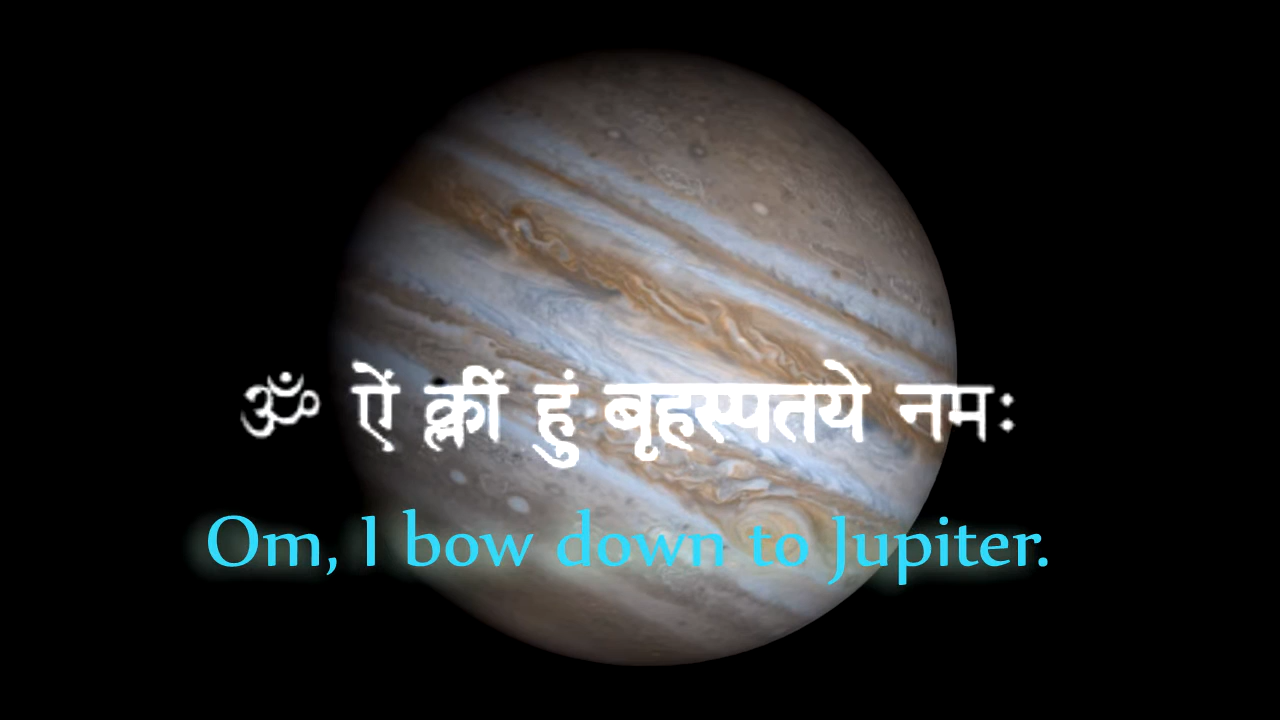 ॐ ऐं क्लीं हुं बृहस्पतये नमः
Om, I bow down to Jupiter.